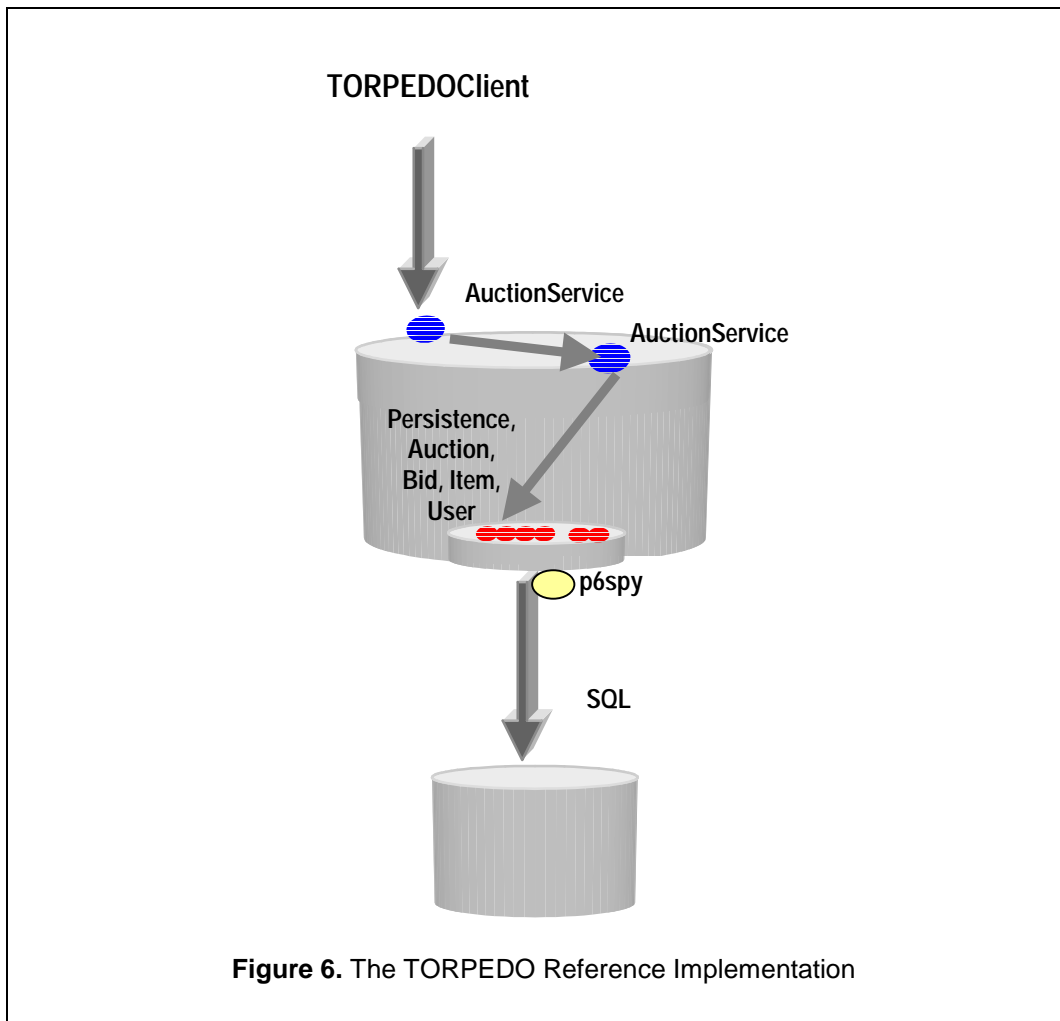 TORPEDOClient
AuctionService
AuctionService
Persistence,
Auction,
Bid, Item,
User
p6spy
SQL
Figure 6. The TORPEDO Reference Implementation